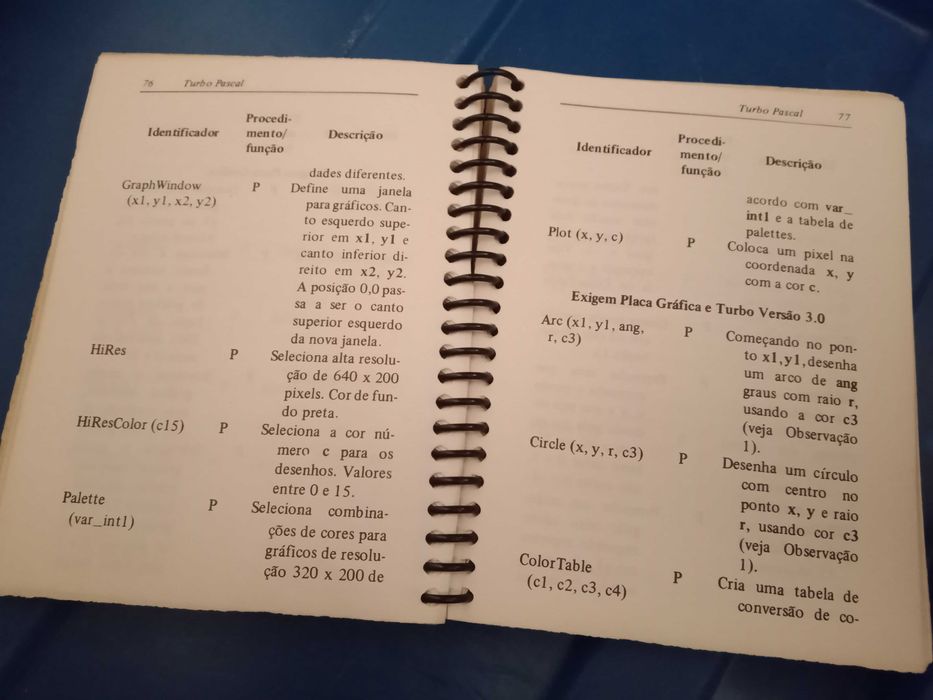 76 Turbo Pascal
Identificador Procedi-
mento/
função Descrição
dades diferentes.
GraphWindow P Define uma janela
(x1, y1, x2, y2) para gráficos. Can-
to esquerdo supe-
rior em x1, y1 e
canto inferior di-
reito em x2, y2.
A posição 0,0 pas-
sa a ser o canto
superior esquerdo
da nova janela.
HiRes P Seleciona alta resolu-
ção de 640 x 200
pixels. Cor de fun-
do preta.
HiResColor (c15) P Seleciona a cor nú-
mero c para os
desenhos. Valores
entre 0 e 15.
Palette P Seleciona combina-
(var_int1) ções de cores para
gráficos de resolu-
ção 320 x 200 de
Turbo Pascal 77
Identificador Procedi-
mento/
função Descrição
acordo com var_
int1 e a tabela de
palettes.
Plot (x, y, c) P Coloca um pixel na
coordenada x, y
com a cor c.
Exigem Placa Gráfica e Turbo Versão 3.0
Arc (x1, y1, ang, P Começando no pon-
r, c3) to x1,y1,desenha
um arco de ang
graus com raio r,
usando a cor c3
(veja Observação
1).
Circle (x, y, r, c3) P Desenha um círculo
com centro no
ponto x, y e raio
r, usando cor c3
(veja Observação
1).
ColorTable P Cria uma tabela de
(c1, c2, c3, c4) conversão de co-